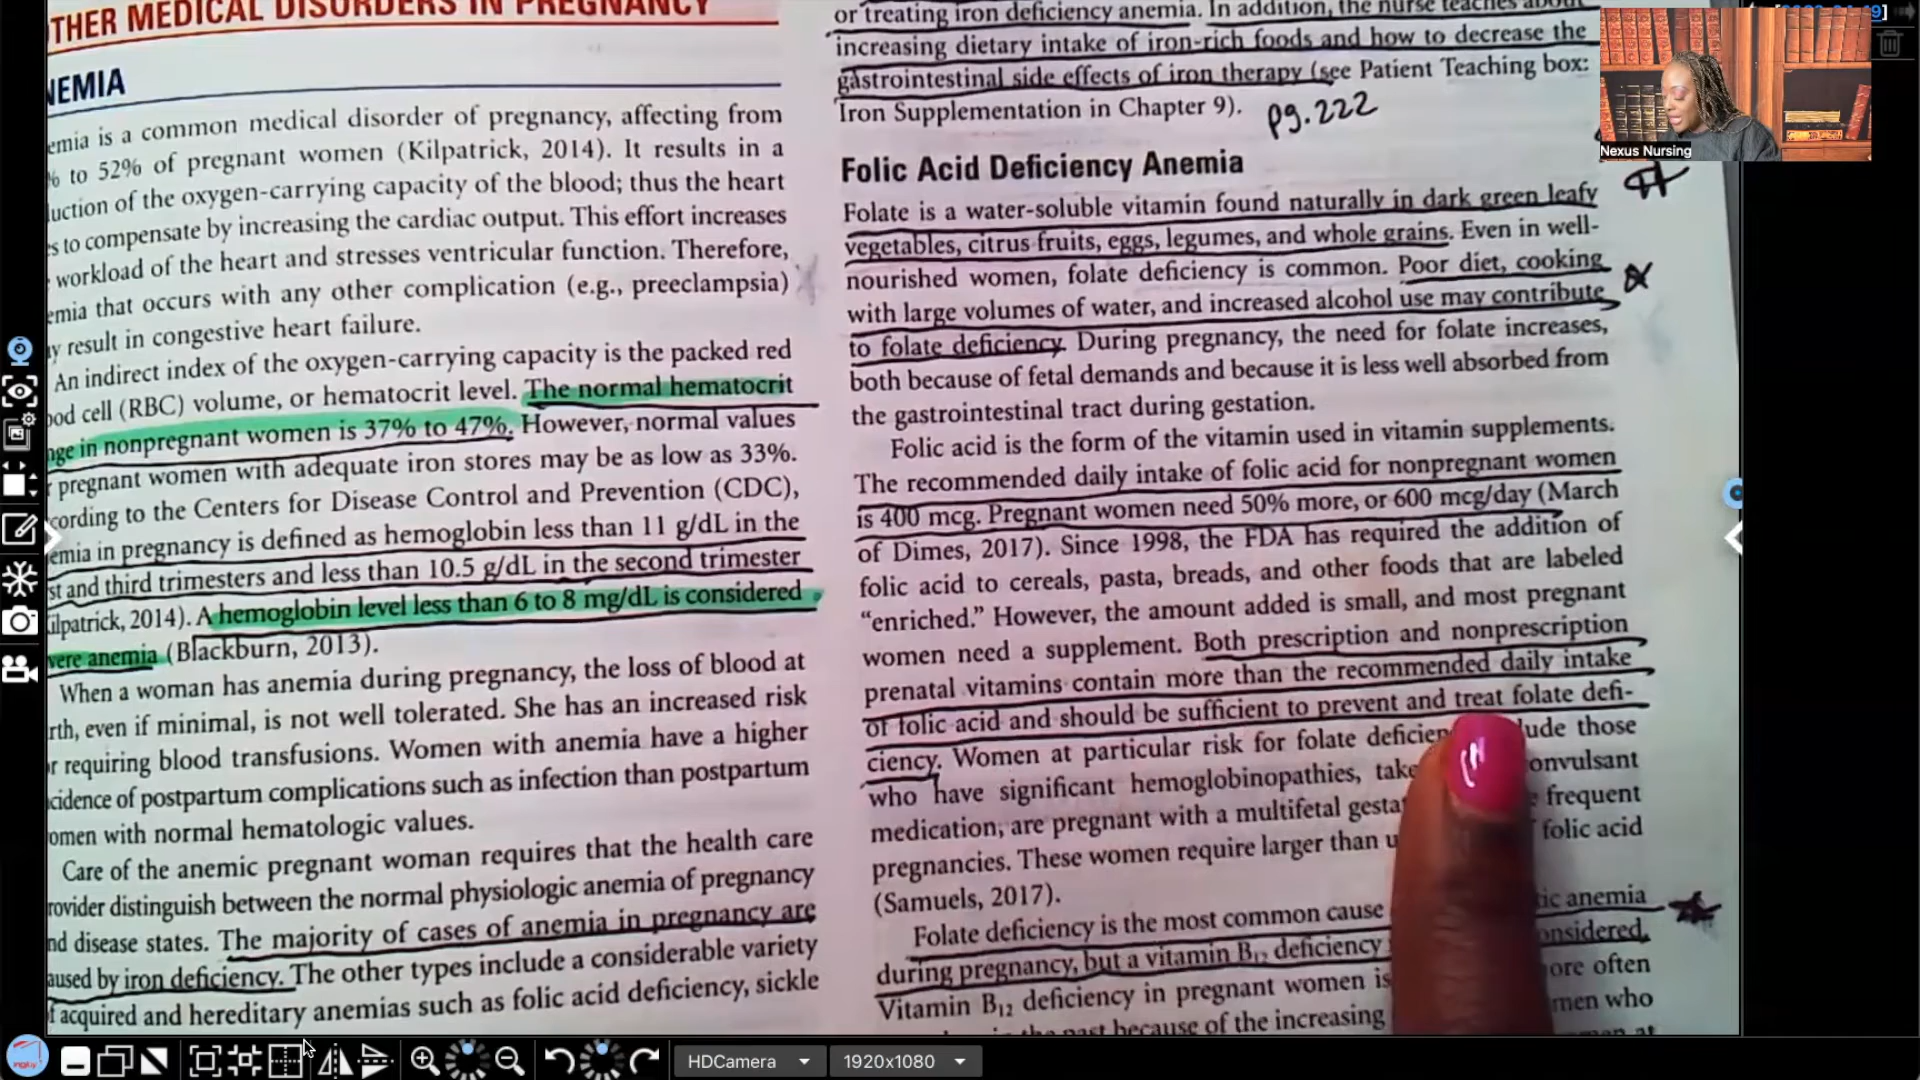 THER MEDICAL DISORDERS IN PREGNANCY
NEMIA
emia is a common medical disorder of pregnancy, affecting from
% to 52% of pregnant women (Kilpatrick, 2014). It results in a
uction of the oxygen-carrying capacity of the blood; thus the heart
s to compensate by increasing the cardiac output. This effort increases
workload of the heart and stresses ventricular function. Therefore,
emia that occurs with any other complication (e.g., preeclampsia)
y result in congestive heart failure.
An indirect index of the oxygen-carrying capacity is the packed red
ood cell (RBC) volume, or hematocrit level. The normal hematocrit
nge in nonpregnant women is 37% to 47%. However, normal values
pregnant women with adequate iron stores may be as low as 33%.
cording to the Centers for Disease Control and Prevention (CDC),
emia in pregnancy is defined as hemoglobin less than 11 g/dL in the
st and third trimesters and less than 10.5 g/dL in the second trimester
ilpatrick, 2014). A hemoglobin level less than 6 to 8 mg/dL is considered
vere anemia (Blackburn, 2013).
When a woman has anemia during pregnancy, the loss of blood at
rth, even if minimal, is not well tolerated. She has an increased risk
r requiring blood transfusions. Women with anemia have a higher
cidence of postpartum complications such as infection than postpartum
omen with normal hematologic values.
Care of the anemic pregnant woman requires that the health care
rovider distinguish between the normal physiologic anemia of pregnancy
nd disease states. The majority of cases of anemia in pregnancy are
aused by iron deficiency. The other types include a considerable variety
f acquired and hereditary anemias such as folic acid deficiency, sickle
or treating iron deficiency anemia. In addition, the nurse teaches about
increasing dietary intake of iron-rich foods and how to decrease the
gastrointestinal side effects of iron therapy (see Patient Teaching box:
Iron Supplementation in Chapter 9). pg.222
Folic Acid Deficiency Anemia
Folate is a water-soluble vitamin found naturally in dark green leafy
vegetables, citrus fruits, eggs, legumes, and whole grains. Even in well-
nourished women, folate deficiency is common. Poor diet, cooking
with large volumes of water, and increased alcohol use may contribute
to folate deficiency. During pregnancy, the need for folate increases,
both because of fetal demands and because it is less well absorbed from
the gastrointestinal tract during gestation.
Folic acid is the form of the vitamin used in vitamin supplements.
The recommended daily intake of folic acid for nonpregnant women
is 400 mcg. Pregnant women need 50% more, or 600 mcg/day (March
of Dimes, 2017). Since 1998, the FDA has required the addition of
folic acid to cereals, pasta, breads, and other foods that are labeled
"enriched." However, the amount added is small, and most pregnant
women need a supplement. Both prescription and nonprescription
prenatal vitamins contain more than the recommended daily intake
of folic acid and should be sufficient to prevent and treat folate defi-
ciency. Women at particular risk for folate deficien lude those
who have significant hemoglobinopathies, take onvulsant
medication, are pregnant with a multifetal gesta frequent
pregnancies. These women require larger than u folic acid
(Samuels, 2017).
Folate deficiency is the most common cause ic anemia
during pregnancy, but a vitamin B12 deficiency onsidered.
Vitamin B12 deficiency in pregnant women is ore often
in the past because of the increasing men who
Nexus Nursing
HDCamera
1920x1080